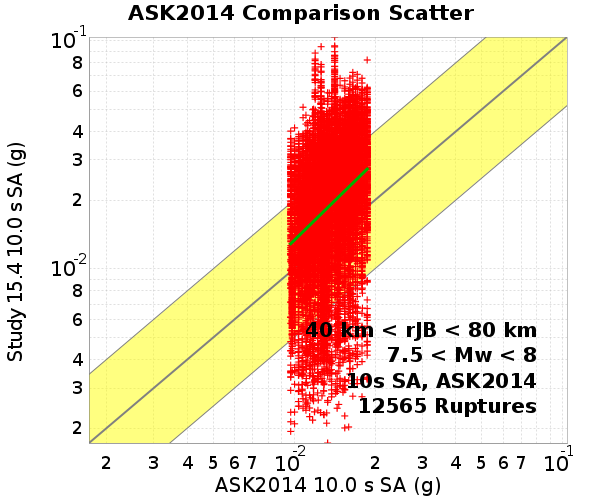 ASK2014 Comparison Scatter
Study 15.4 10.0 s SA (g)
10-1
8
6
4
3
2
10-2
8
6
4
3
2
40 km < rJB < 80 km
7.5 < Mw < 8
10s SA, ASK2014
12565 Ruptures
2 3 4 5 6 7 10-2 2 3 4 5 6 7 10-1
ASK2014 10.0 s SA (g)